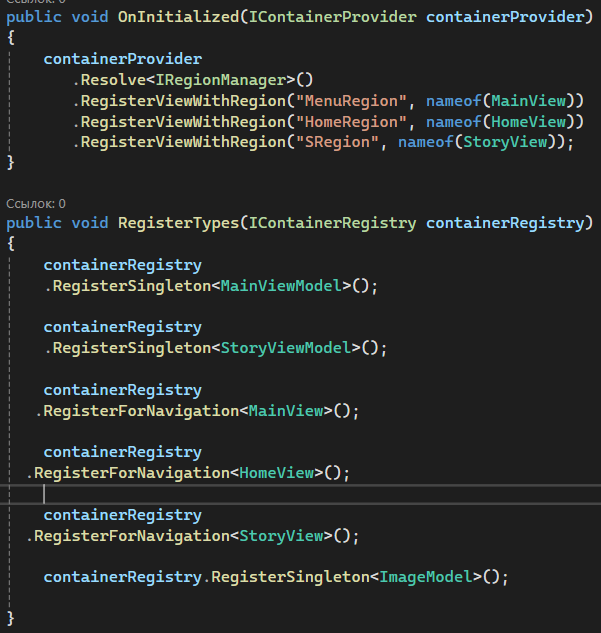 Ссылок: 0
public void OnInitialized(IContainerProvider containerProvider)
{
containerProvider
.Resolve<IRegionManager>()
.RegisterViewWithRegion("MenuRegion", nameof(MainView))
.RegisterViewWithRegion("HomeRegion", nameof(HomeView))
.RegisterViewWithRegion("SRegion", nameof(StoryView));
}
Ссылок: 0
public void RegisterTypes(IContainerRegistry containerRegistry)
{
containerRegistry
.RegisterSingleton<MainViewModel>();
containerRegistry
.RegisterSingleton<StoryViewModel>();
containerRegistry
.RegisterForNavigation<MainView>();
containerRegistry
.RegisterForNavigation<HomeView>();
containerRegistry
.RegisterForNavigation<StoryView>();
containerRegistry.RegisterSingleton<ImageModel>();
}